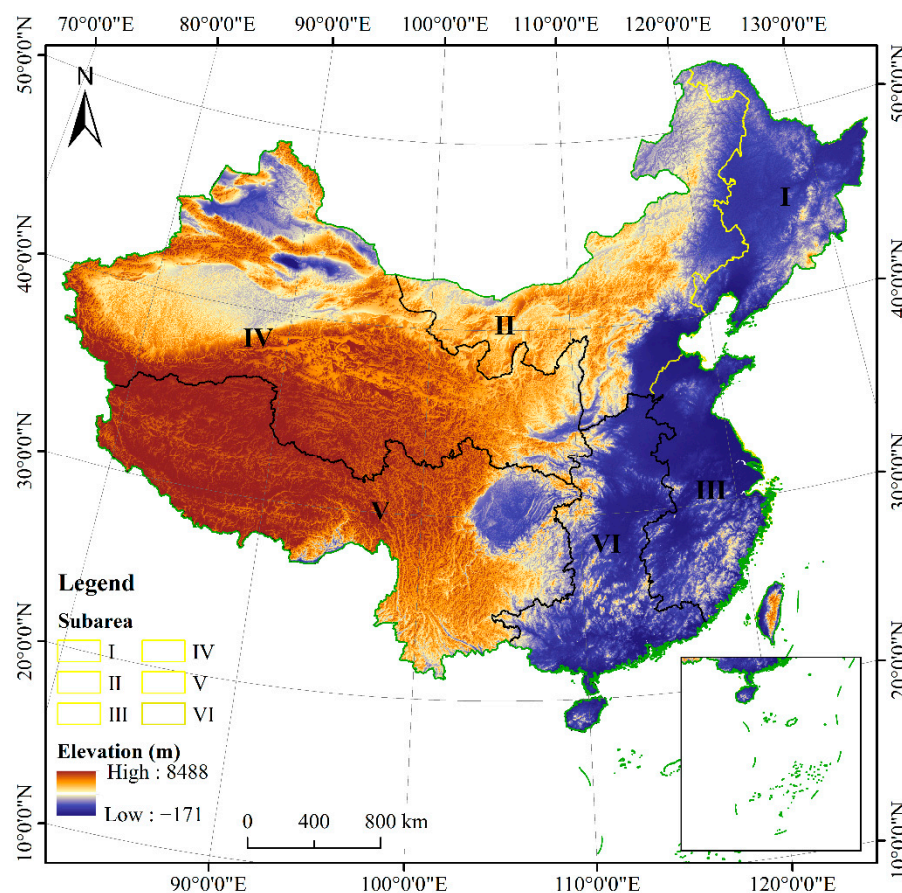 70°0'0"E 80°0'0"E 90°0'0"E 100°0'0"E 110°0'0"E 120°0'0"E 130°0'0"E
50°0'0"N
50°0'0"N
N
I
40°0'0"N
40°0'0"N
II
IV
30°0'0"N
30°0'0"N
III
V
VI
Legend
Subarea
I IV
II V
III VI
20°0'0"N
20°0'0"N
Elevation (m)
High : 8488
Low : −171
0 400 800 km
10°0'0"N
10°0'0"N
90°0'0"E 100°0'0"E 110°0'0"E 120°0'0"E